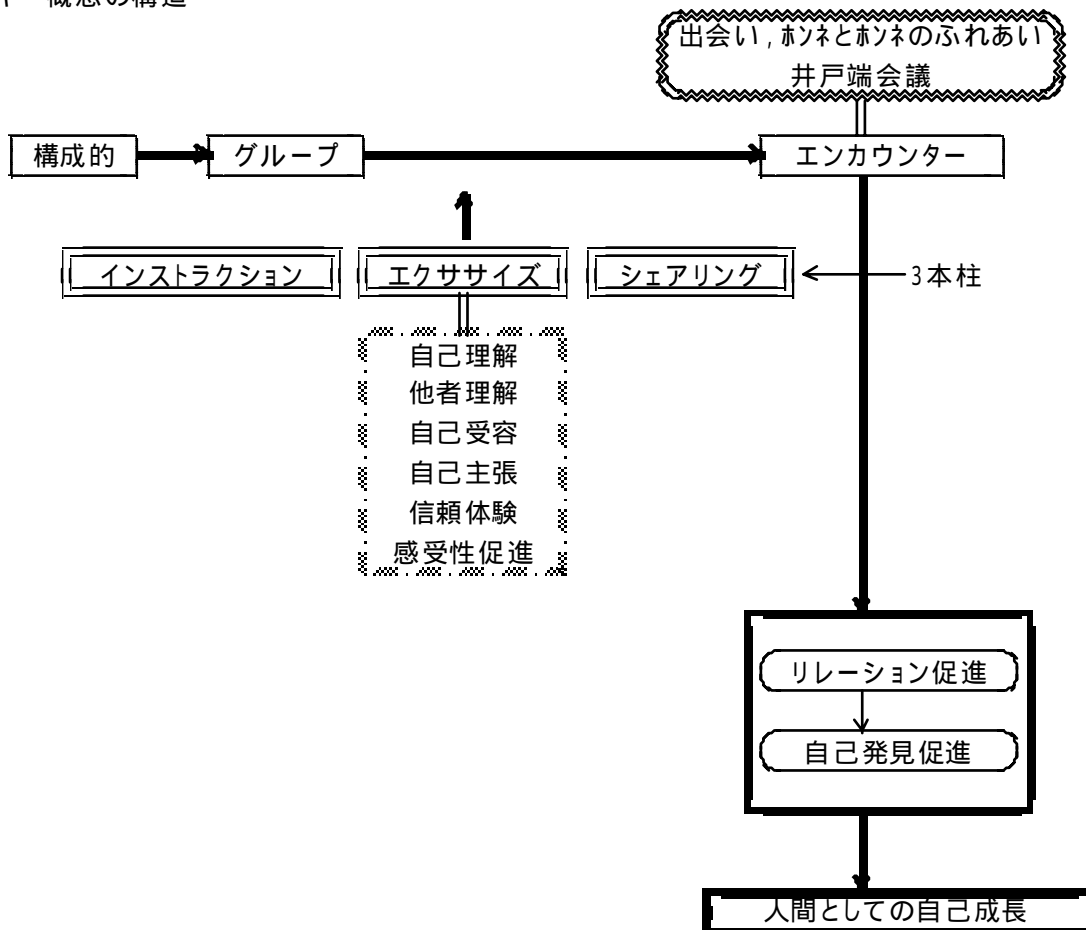 概念の構造
出会い，ﾎﾝﾈとﾎﾝﾈのふれあい
井戸端会議
構成的
グループ
エンカウンター
インストラクション
エクササイズ
シェアリング
3本柱
自己理解
他者理解
自己受容
自己主張
信頼体験
感受性促進
リレーション促進
自己発見促進
人間としての自己成長